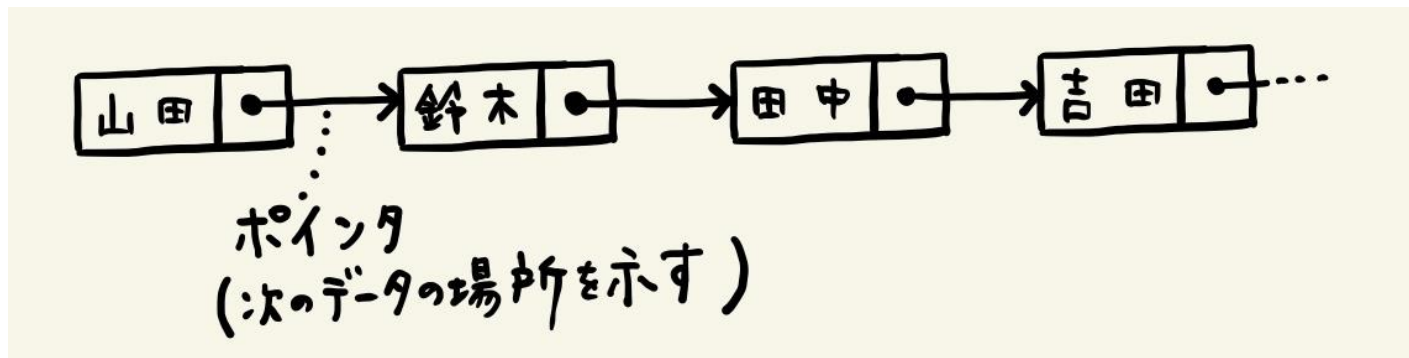 山田 鈴木 田中 吉田
ポインタ
(次のデータの場所を示す)